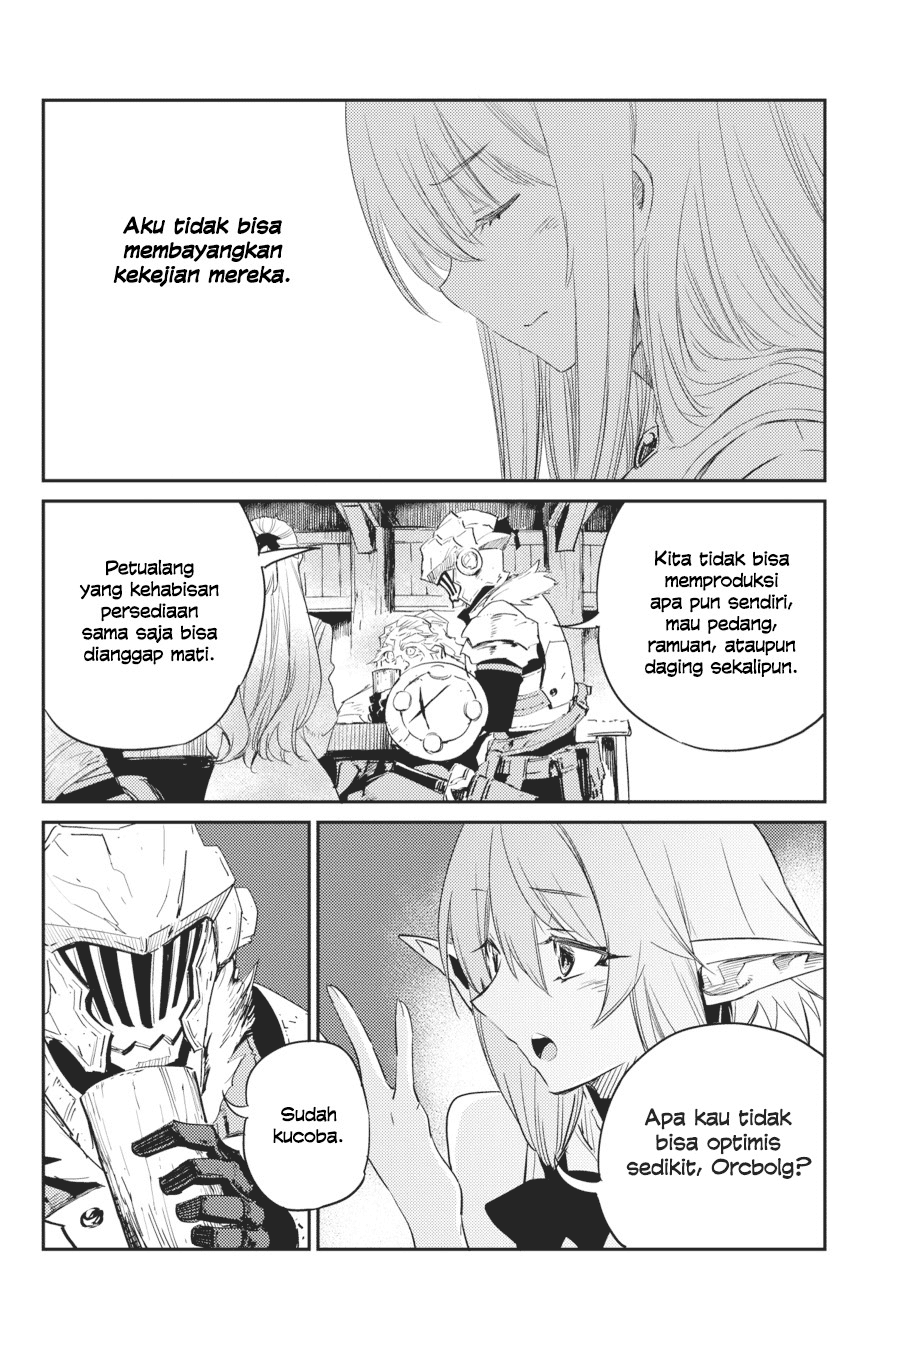 Aku tidak bisa
membayangkan
kekejian mereka.
Kita tidak bisa
memproduksi
apa pun sendiri,
mau pedang,
ramuan, ataupun
daging sekalipun.
Petualang
yang kehabisan
persediaan
sama saja bisa
dianggap mati.
Apa kau tidak
bisa optimis
sedikit, Orcbolg?
Sudah
kucoba.